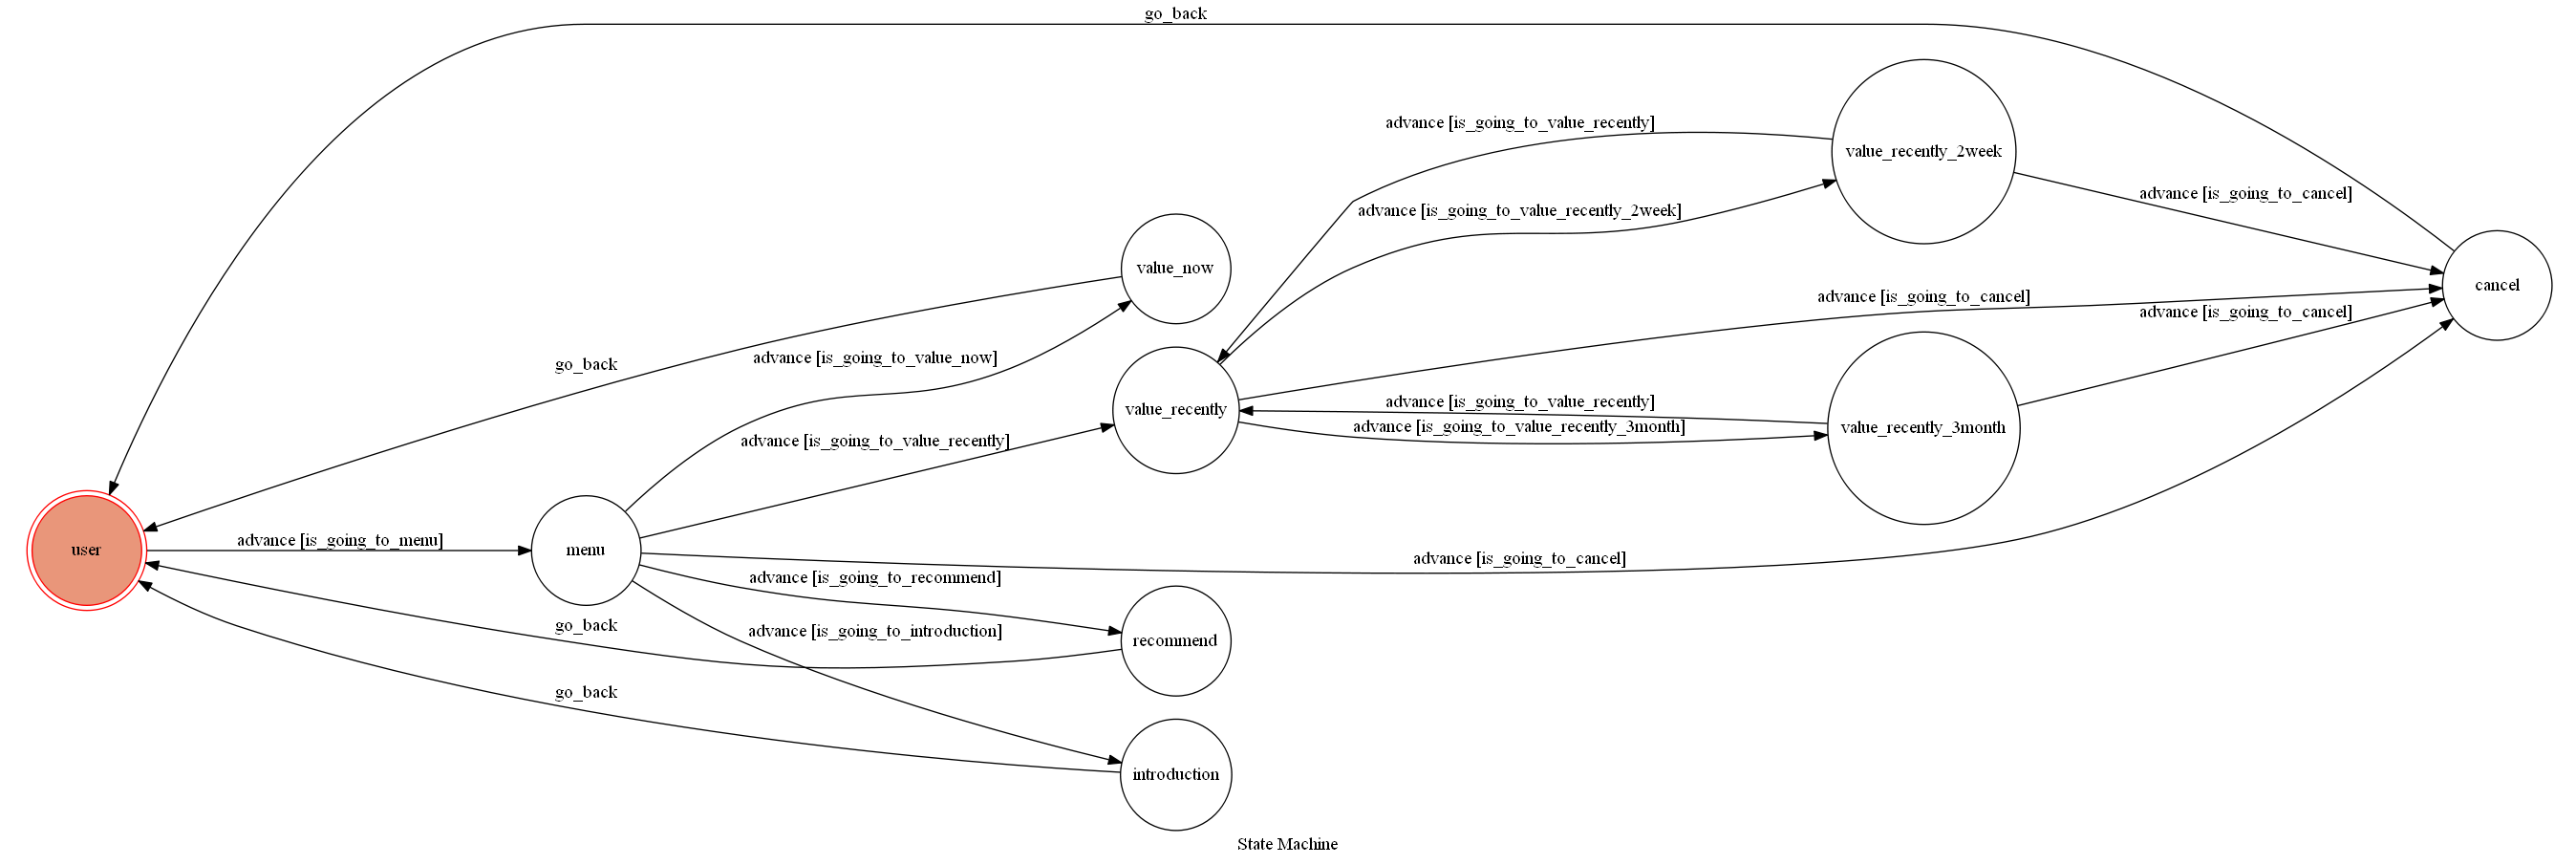 go_back
advance [is_going_to_value_recently]
value_recently_2week
advance [is_going_to_cancel]
advance [is_going_to_value_recently_2week]
value_now
cancel
advance [is_going_to_cancel]
advance [is_going_to_cancel]
advance [is_going_to_value_now]
go_back
advance [is_going_to_value_recently]
value_recently
advance [is_going_to_value_recently_3month]
value_recently_3month
advance [is_going_to_value_recently]
advance [is_going_to_menu]
user
menu
advance [is_going_to_cancel]
advance [is_going_to_recommend]
go_back
advance [is_going_to_introduction]
recommend
go_back
introduction
State Machine